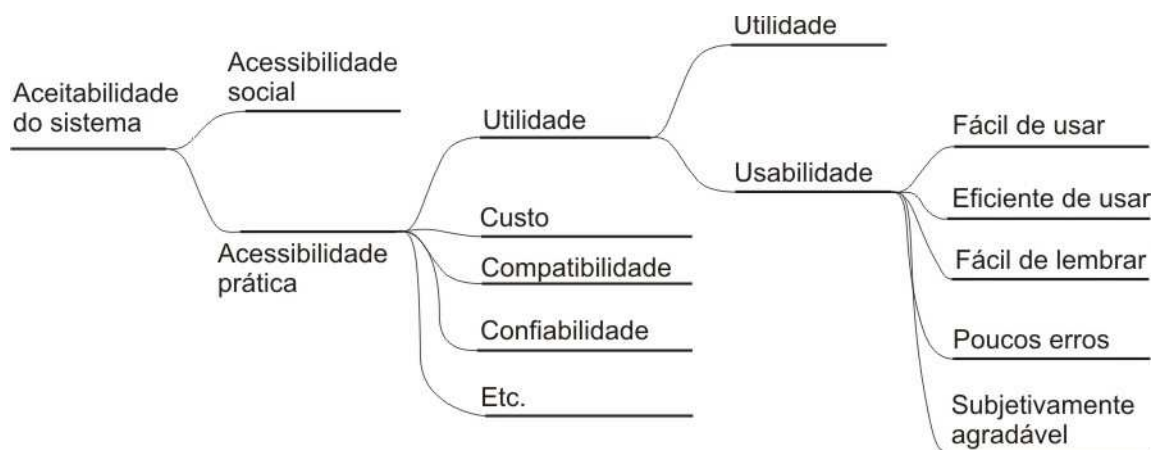 Aceitabilidade
do sistema
Acessibilidade
social
Acessibilidade
prática
Utilidade
Custo
Compatibilidade
Confiabilidade
Etc.
Utilidade
Usabilidade
Fácil de usar
Eficiente de usar
Fácil de lembrar
Poucos erros
Subjetivamente
agradável